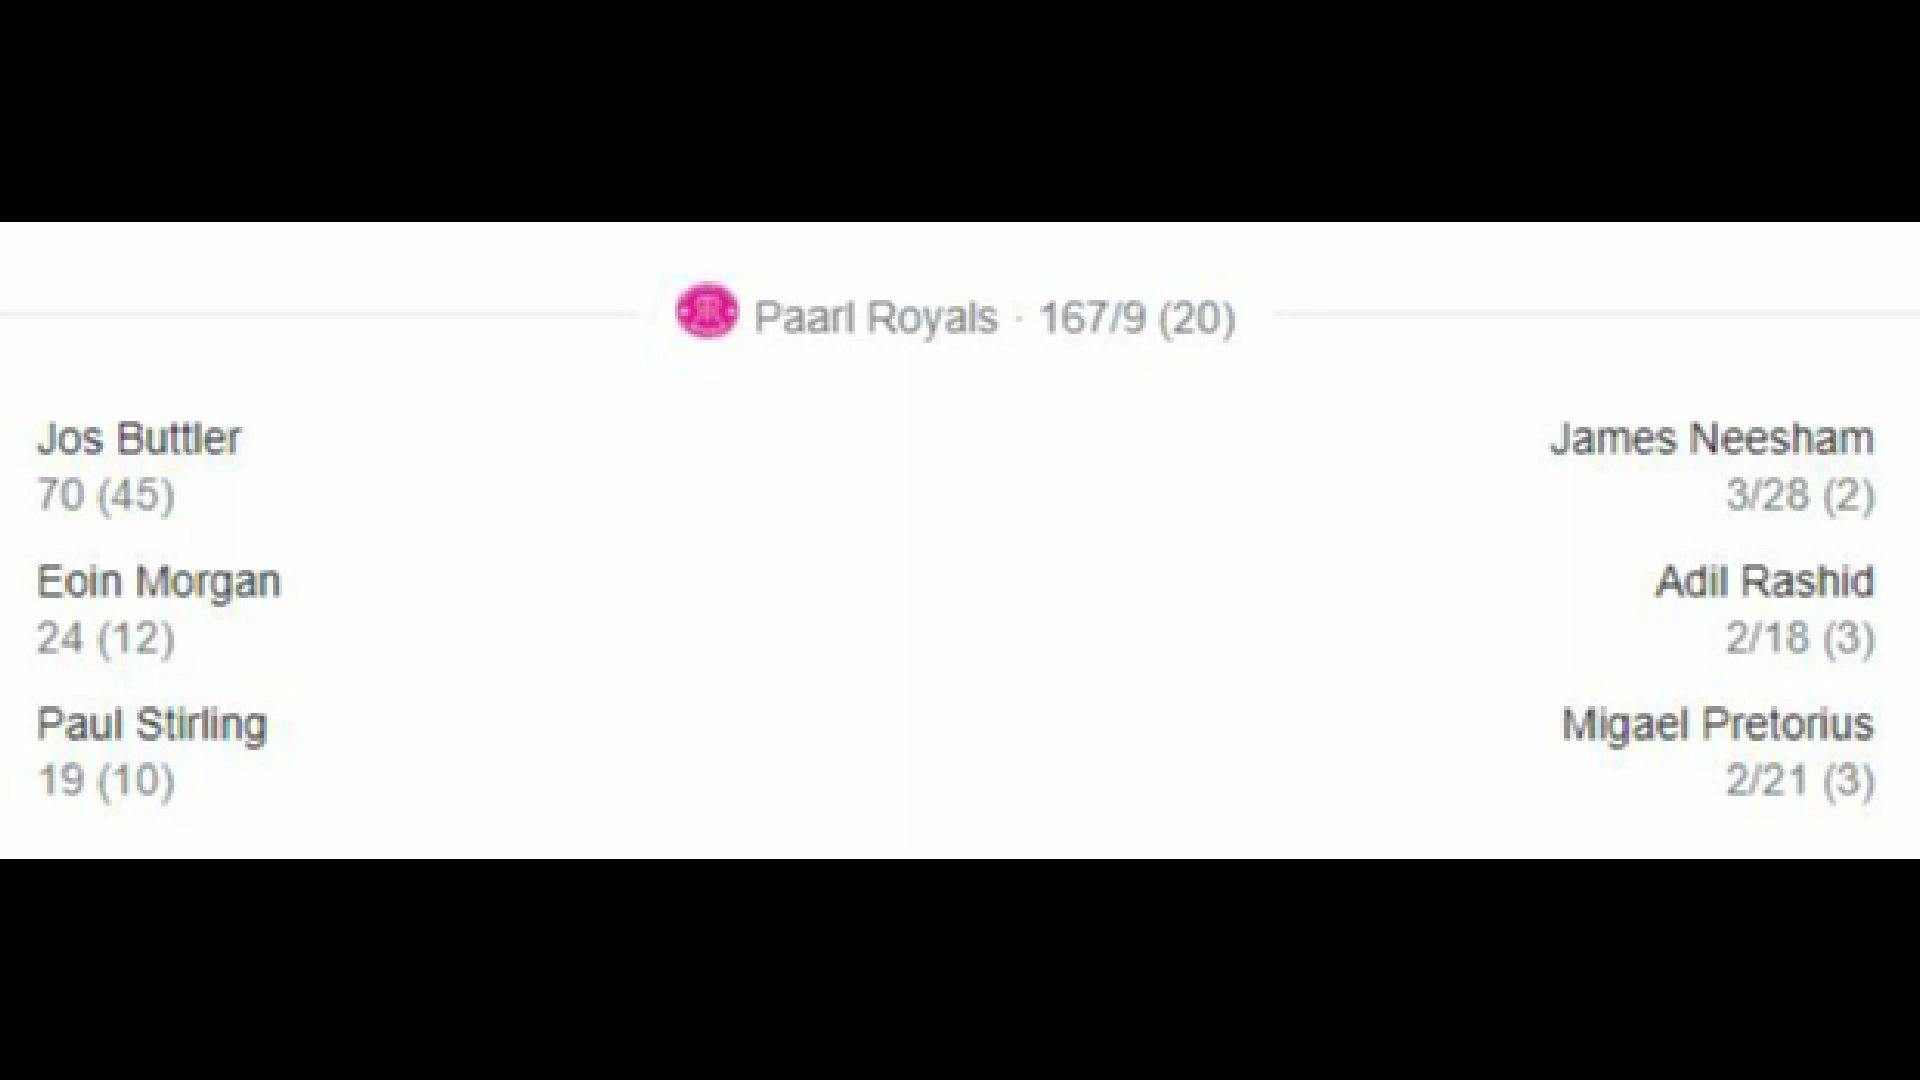 Paarl Royals · 167/9 (20)
Jos Buttler
70 (45)
James Neesham
3/28 (2)
Eoin Morgan
24 (12)
Adil Rashid
2/18 (3)
Paul Stirling
19 (10)
Migael Pretorius
2/21 (3)